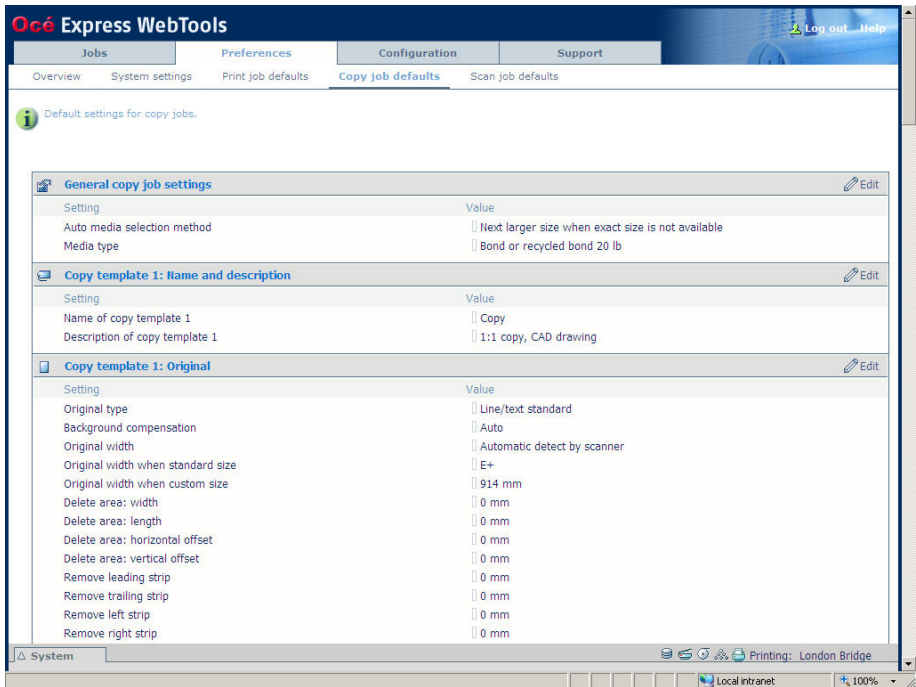 Océ Express WebTools
Log out Help
Jobs Preferences Configuration Support
Overview System settings Print job defaults Copy job defaults Scan job defaults
Default settings for copy jobs.
General copy job settings Edit
Setting Value
Auto media selection method Next larger size when exact size is not available
Media type Bond or recycled bond 20 lb
Copy template 1: Name and description Edit
Setting Value
Name of copy template 1 Copy
Description of copy template 1 1:1 copy, CAD drawing
Copy template 1: Original Edit
Setting Value
Original type Line/text standard
Background compensation Auto
Original width Automatic detect by scanner
Original width when standard size E+
Original width when custom size 914 mm
Delete area: width 0 mm
Delete area: length 0 mm
Delete area: horizontal offset 0 mm
Delete area: vertical offset 0 mm
Remove leading strip 0 mm
Remove trailing strip 0 mm
Remove left strip 0 mm
Remove right strip 0 mm
System Printing: London Bridge
Local intranet 100%